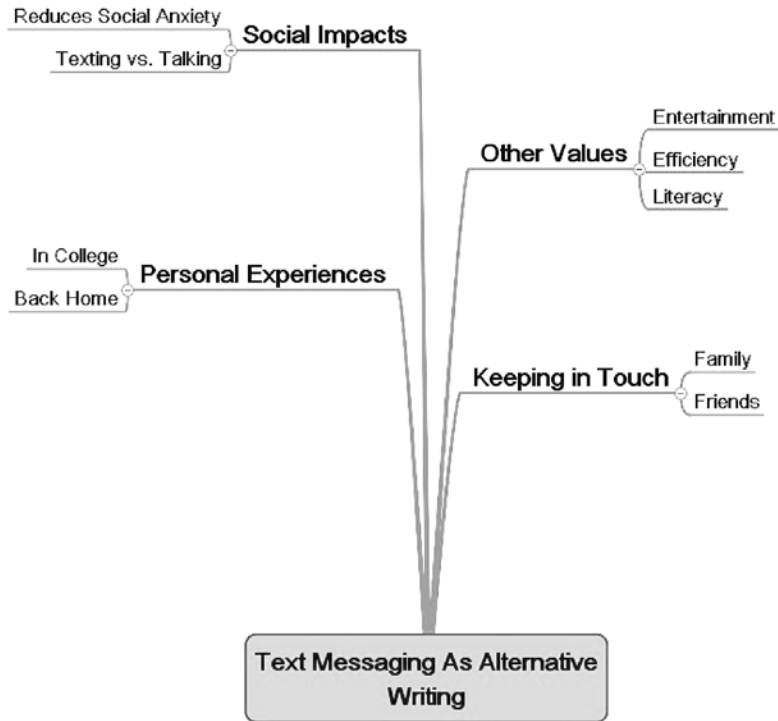 Reduces Social Anxiety
Texting vs. Talking
Social Impacts
Other Values
Entertainment
Efficiency
Literacy
In College
Back Home
Personal Experiences
Keeping in Touch
Family
Friends
Text Messaging As Alternative
Writing